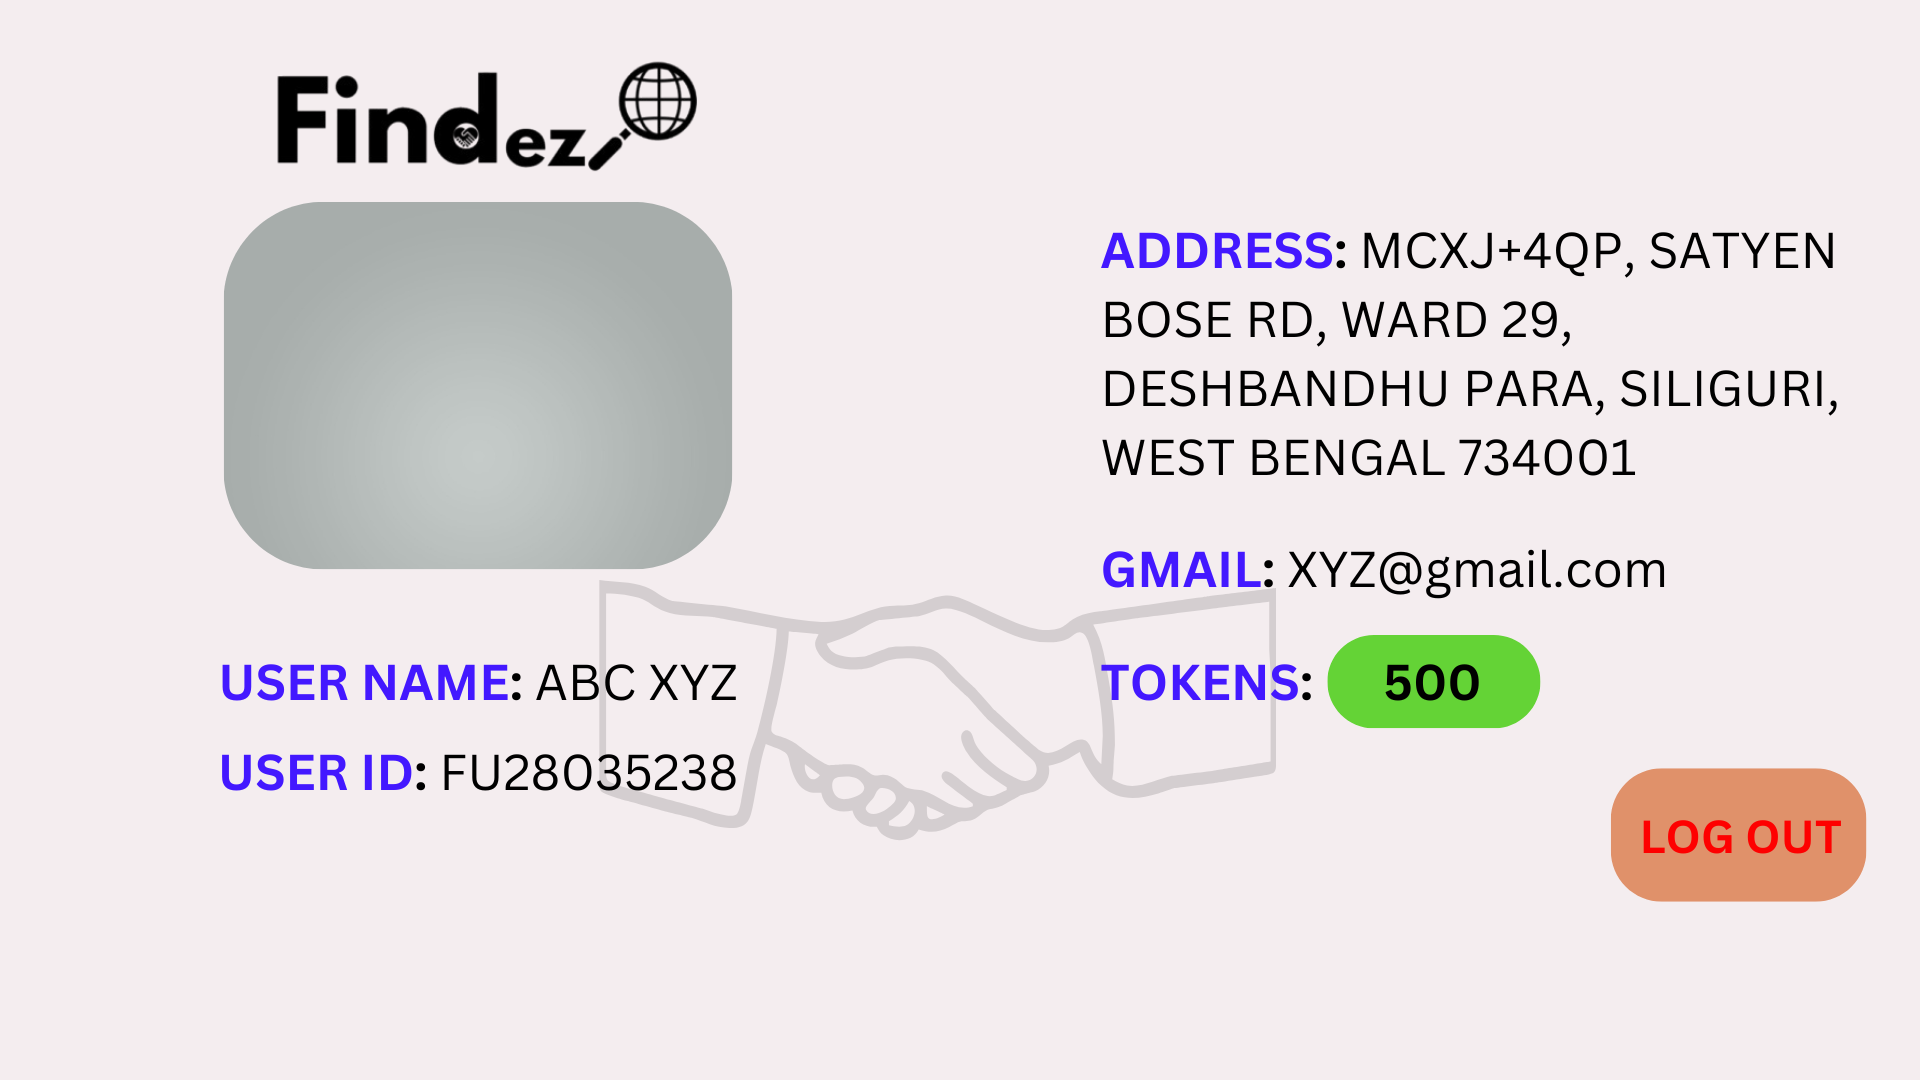 Findez
USER NAME: ABC XYZ
USER ID: FU28035238
ADDRESS: MCXJ+4QP, SATYEN
BOSE RD, WARD 29,
DESHBANDHU PARA, SILIGURI,
WEST BENGAL 734001
GMAIL: XYZ@gmail.com
TOKENS: 500
LOG OUT